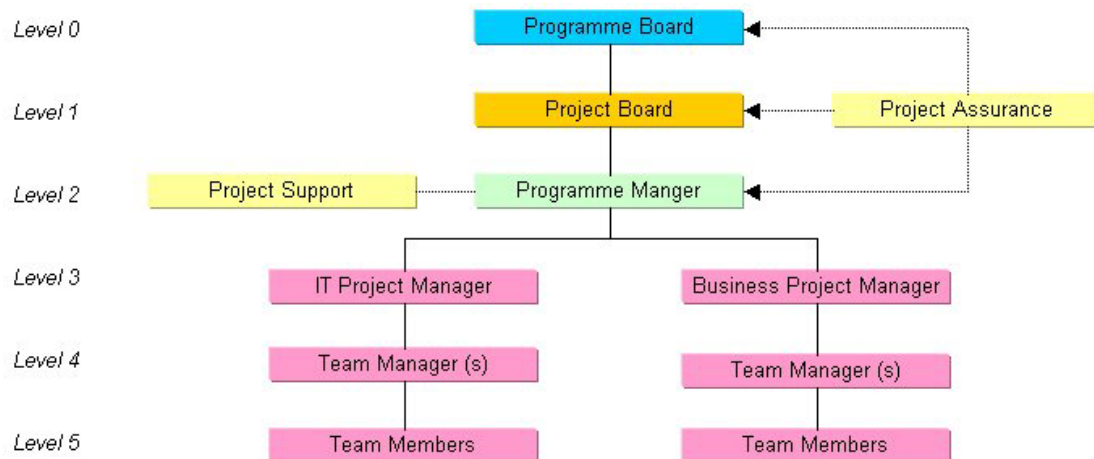 Level 0
Programme Board
Level 1
Project Board
Project Assurance
Level 2
Project Support
Programme Manger
Level 3
IT Project Manager
Business Project Manager
Level 4
Team Manager (s)
Team Manager (s)
Level 5
Team Members
Team Members